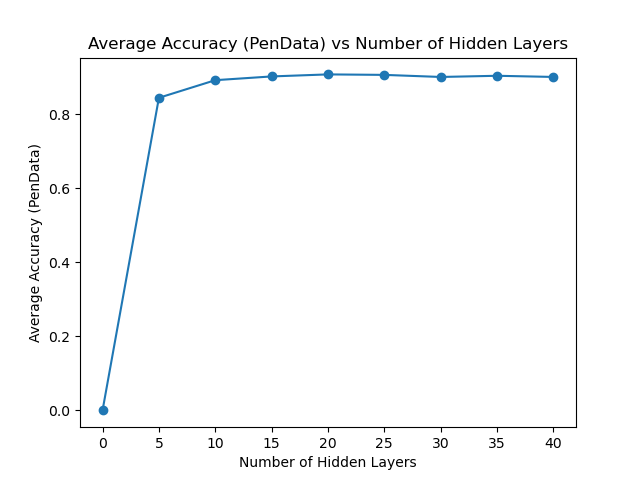 Average Accuracy (PenData) vs Number of Hidden Layers
Average Accuracy (PenData)
0.8
0.6
0.4
0.2
0.0
0 5 10 15 20 25 30 35 40
Number of Hidden Layers